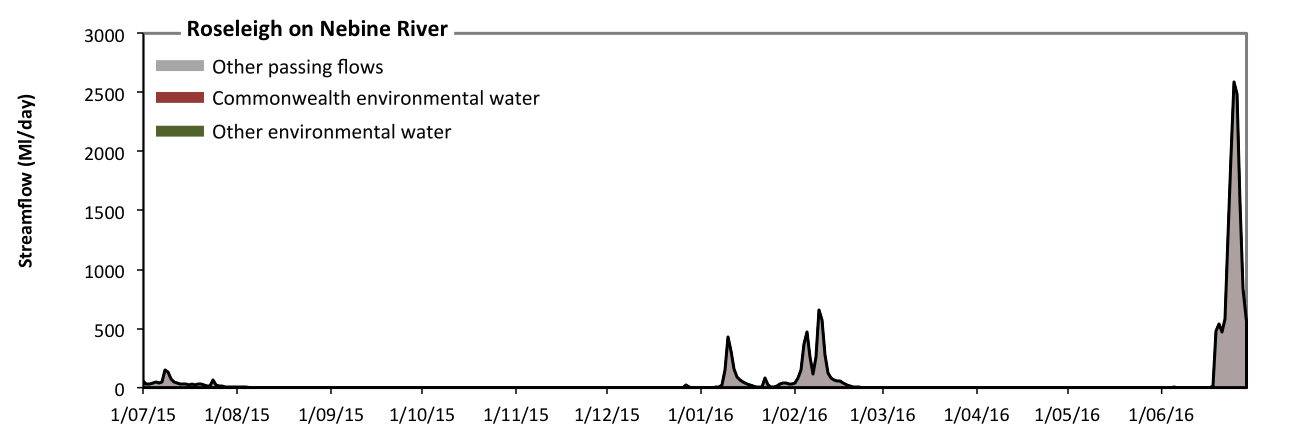 Roseleigh on Nebine River
Other passing flows
Commonwealth environmental water
Other environmental water
Streamflow (Ml/day)
3000
2500
2000
1500
1000
500
0
1/07/15 1/08/15 1/09/15 1/10/15 1/11/15 1/12/15 1/01/16 1/02/16 1/03/16 1/04/16 1/05/16 1/06/16